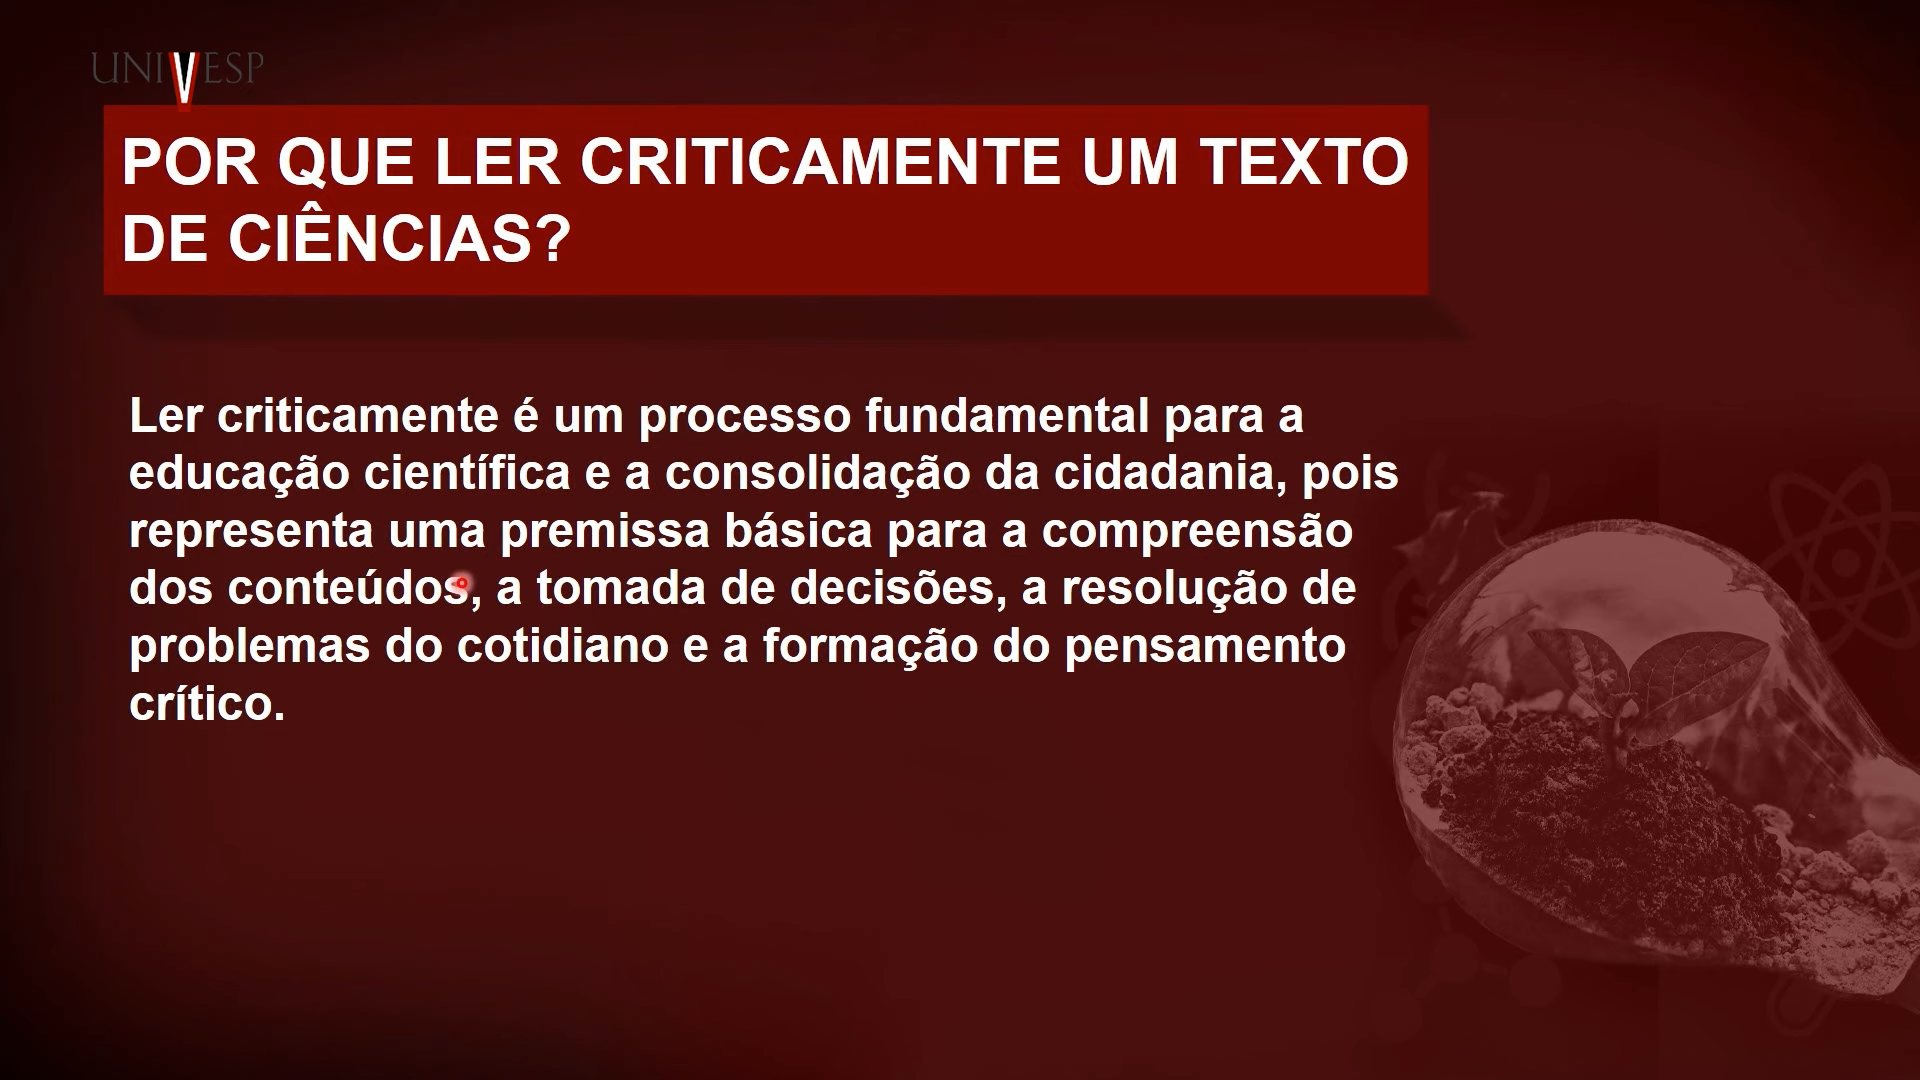 UNIVESP
POR QUE LER CRITICAMENTE UM TEXTO
DE CIÊNCIAS?
Ler criticamente é um processo fundamental para a
educação científica e a consolidação da cidadania, pois
representa uma premissa básica para a compreensão
dos conteúdos, a tomada de decisões, a resolução de
problemas do cotidiano e a formação do pensamento
crítico.